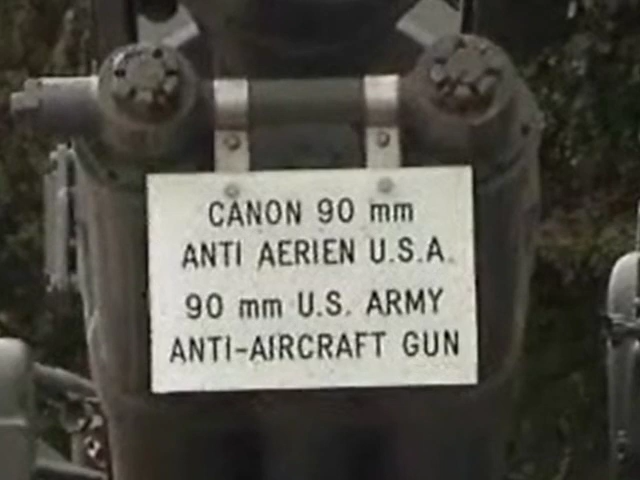 CANON 90 mm
ANTI AERIEN U.S.A.
90 mm U.S. ARMY
ANTI-AIRCRAFT GUN